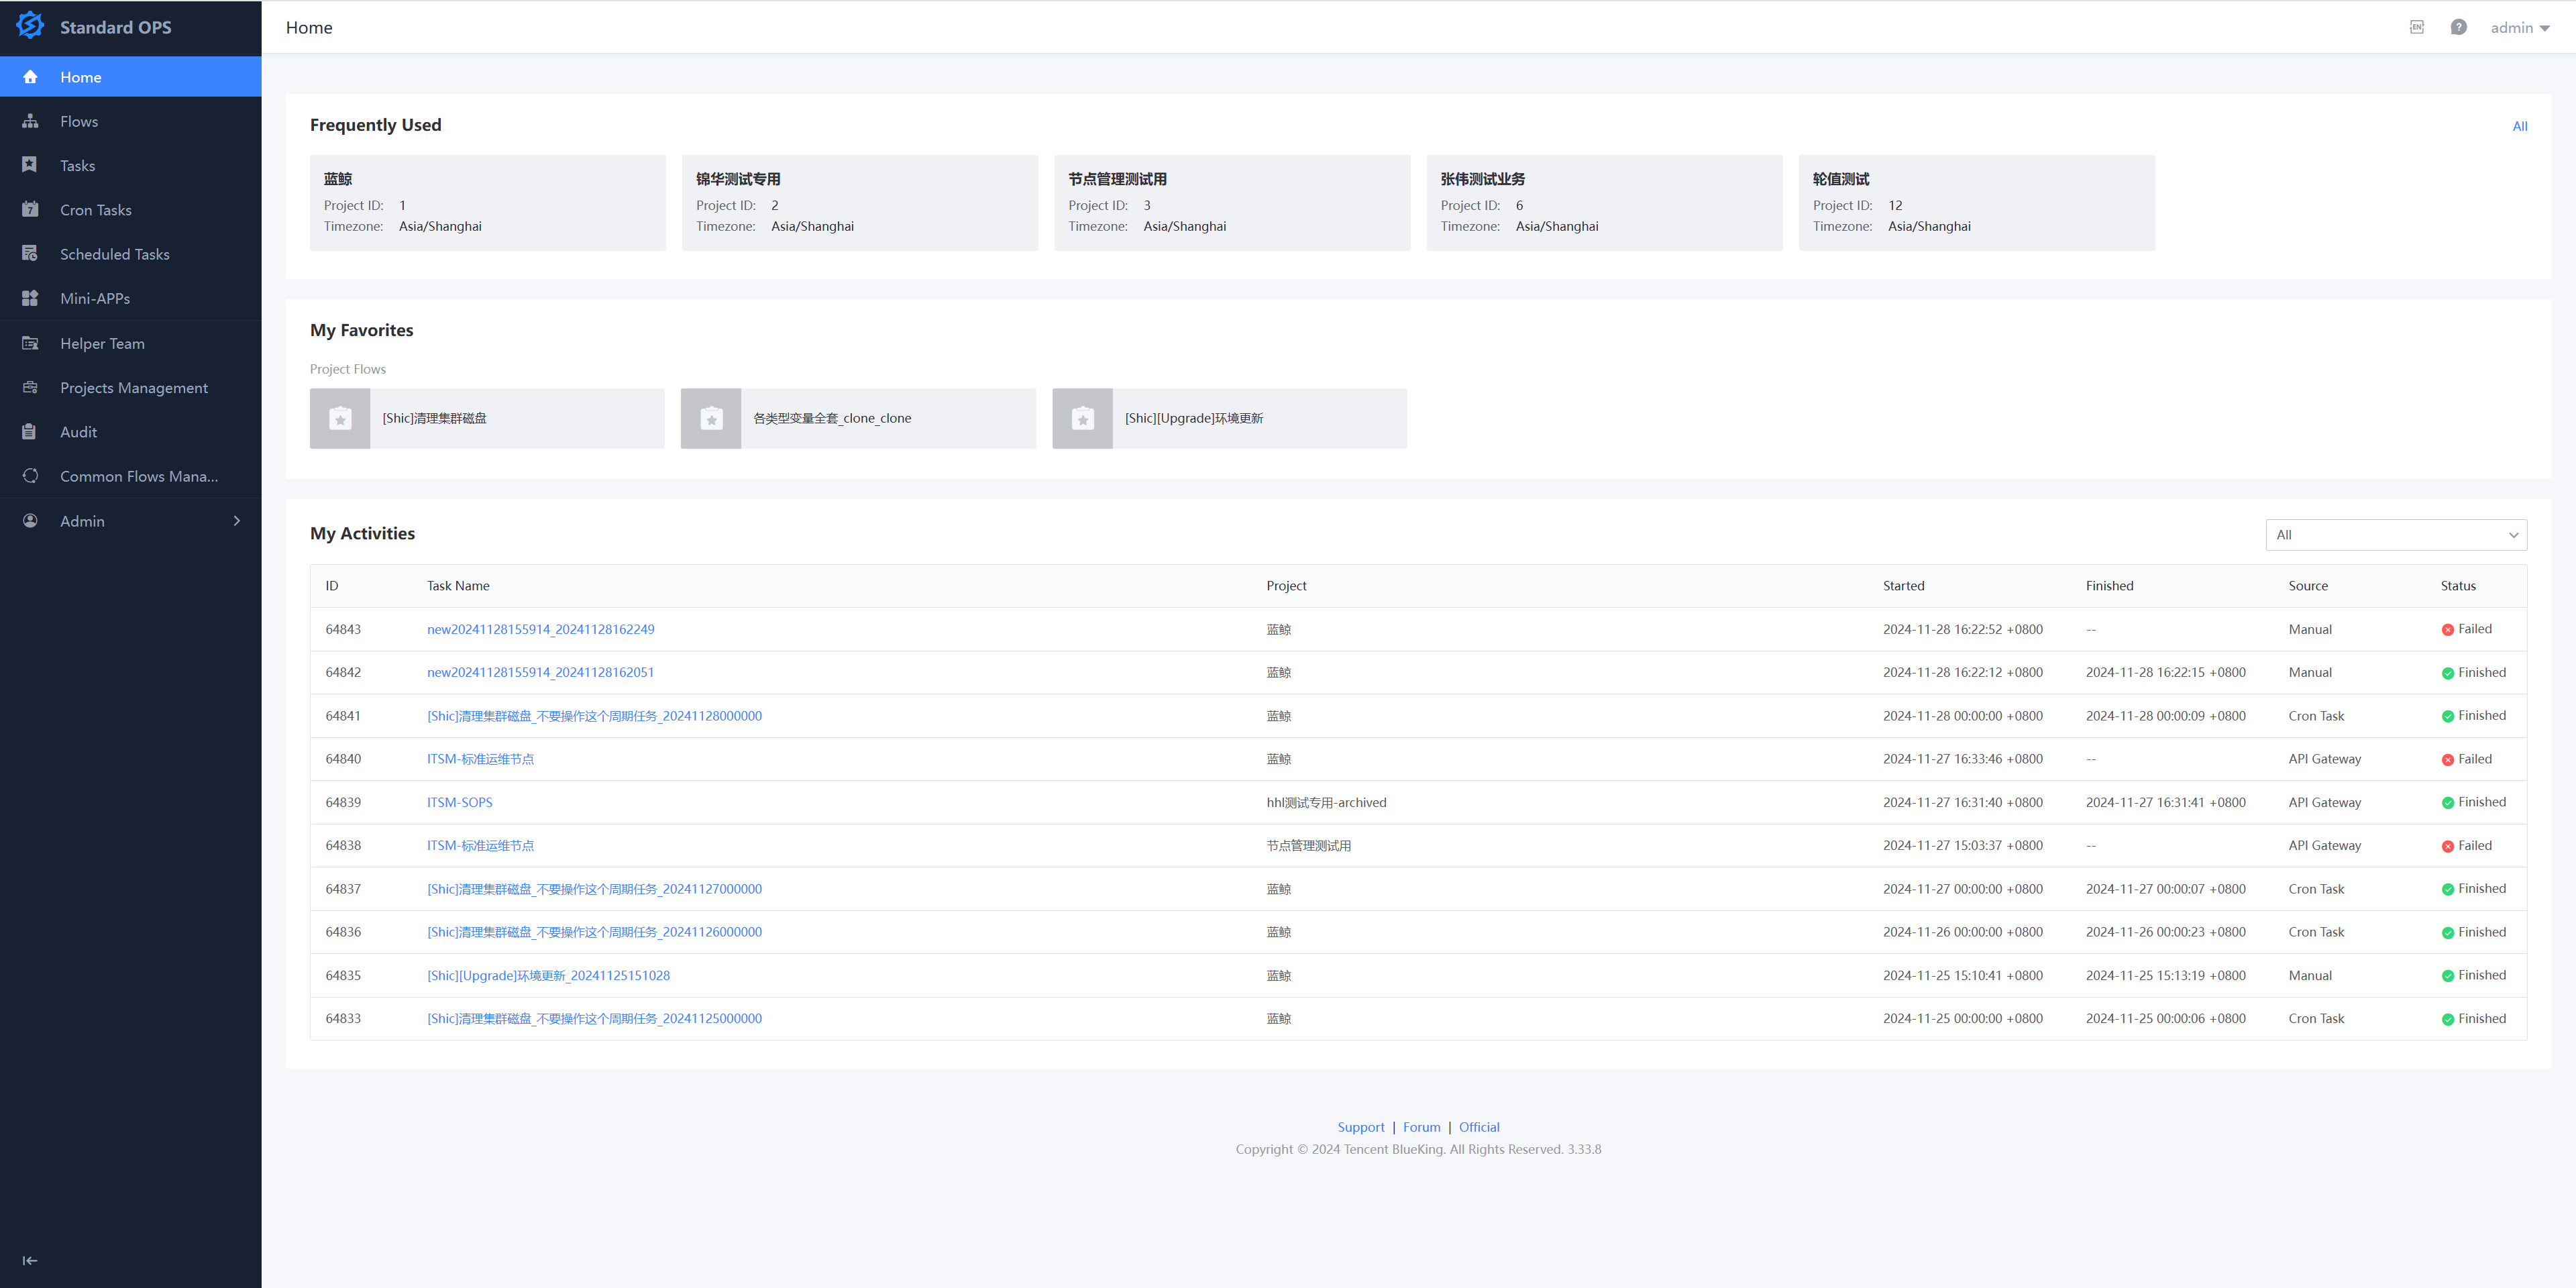 Standard OPS
Home
Flows
Tasks
Cron Tasks
Scheduled Tasks
Mini-APPs
Helper Team
Projects Management
Audit
Common Flows Mana...
Admin
Home
EN ? admin
Frequently Used All
蓝鲸
Project ID: 1
Timezone: Asia/Shanghai
锦华测试专用
Project ID: 2
Timezone: Asia/Shanghai
节点管理测试用
Project ID: 3
Timezone: Asia/Shanghai
张伟测试业务
Project ID: 6
Timezone: Asia/Shanghai
轮值测试
Project ID: 12
Timezone: Asia/Shanghai
My Favorites
Project Flows
[Shic]清理集群磁盘
各类型变量全套_clone_clone
[Shic][Upgrade]环境更新
My Activities All
ID Task Name Project Started Finished Source Status
64843 new20241128155914_20241128162249 蓝鲸 2024-11-28 16:22:52 +0800 -- Manual Failed
64842 new20241128155914_20241128162051 蓝鲸 2024-11-28 16:22:12 +0800 2024-11-28 16:22:15 +0800 Manual Finished
64841 [Shic]清理集群磁盘_不要操作这个周期任务_20241128000000 蓝鲸 2024-11-28 00:00:00 +0800 2024-11-28 00:00:09 +0800 Cron Task Finished
64840 ITSM-标准运维节点 蓝鲸 2024-11-27 16:33:46 +0800 -- API Gateway Failed
64839 ITSM-SOPS hhl测试专用-archived 2024-11-27 16:31:40 +0800 2024-11-27 16:31:41 +0800 API Gateway Finished
64838 ITSM-标准运维节点 节点管理测试用 2024-11-27 15:03:37 +0800 -- API Gateway Failed
64837 [Shic]清理集群磁盘_不要操作这个周期任务_20241127000000 蓝鲸 2024-11-27 00:00:00 +0800 2024-11-27 00:00:07 +0800 Cron Task Finished
64836 [Shic]清理集群磁盘_不要操作这个周期任务_20241126000000 蓝鲸 2024-11-26 00:00:00 +0800 2024-11-26 00:00:23 +0800 Cron Task Finished
64835 [Shic][Upgrade]环境更新_20241125151028 蓝鲸 2024-11-25 15:10:41 +0800 2024-11-25 15:13:19 +0800 Manual Finished
64833 [Shic]清理集群磁盘_不要操作这个周期任务_20241125000000 蓝鲸 2024-11-25 00:00:00 +0800 2024-11-25 00:00:06 +0800 Cron Task Finished
Support | Forum | Official
Copyright © 2024 Tencent BlueKing. All Rights Reserved. 3.33.8